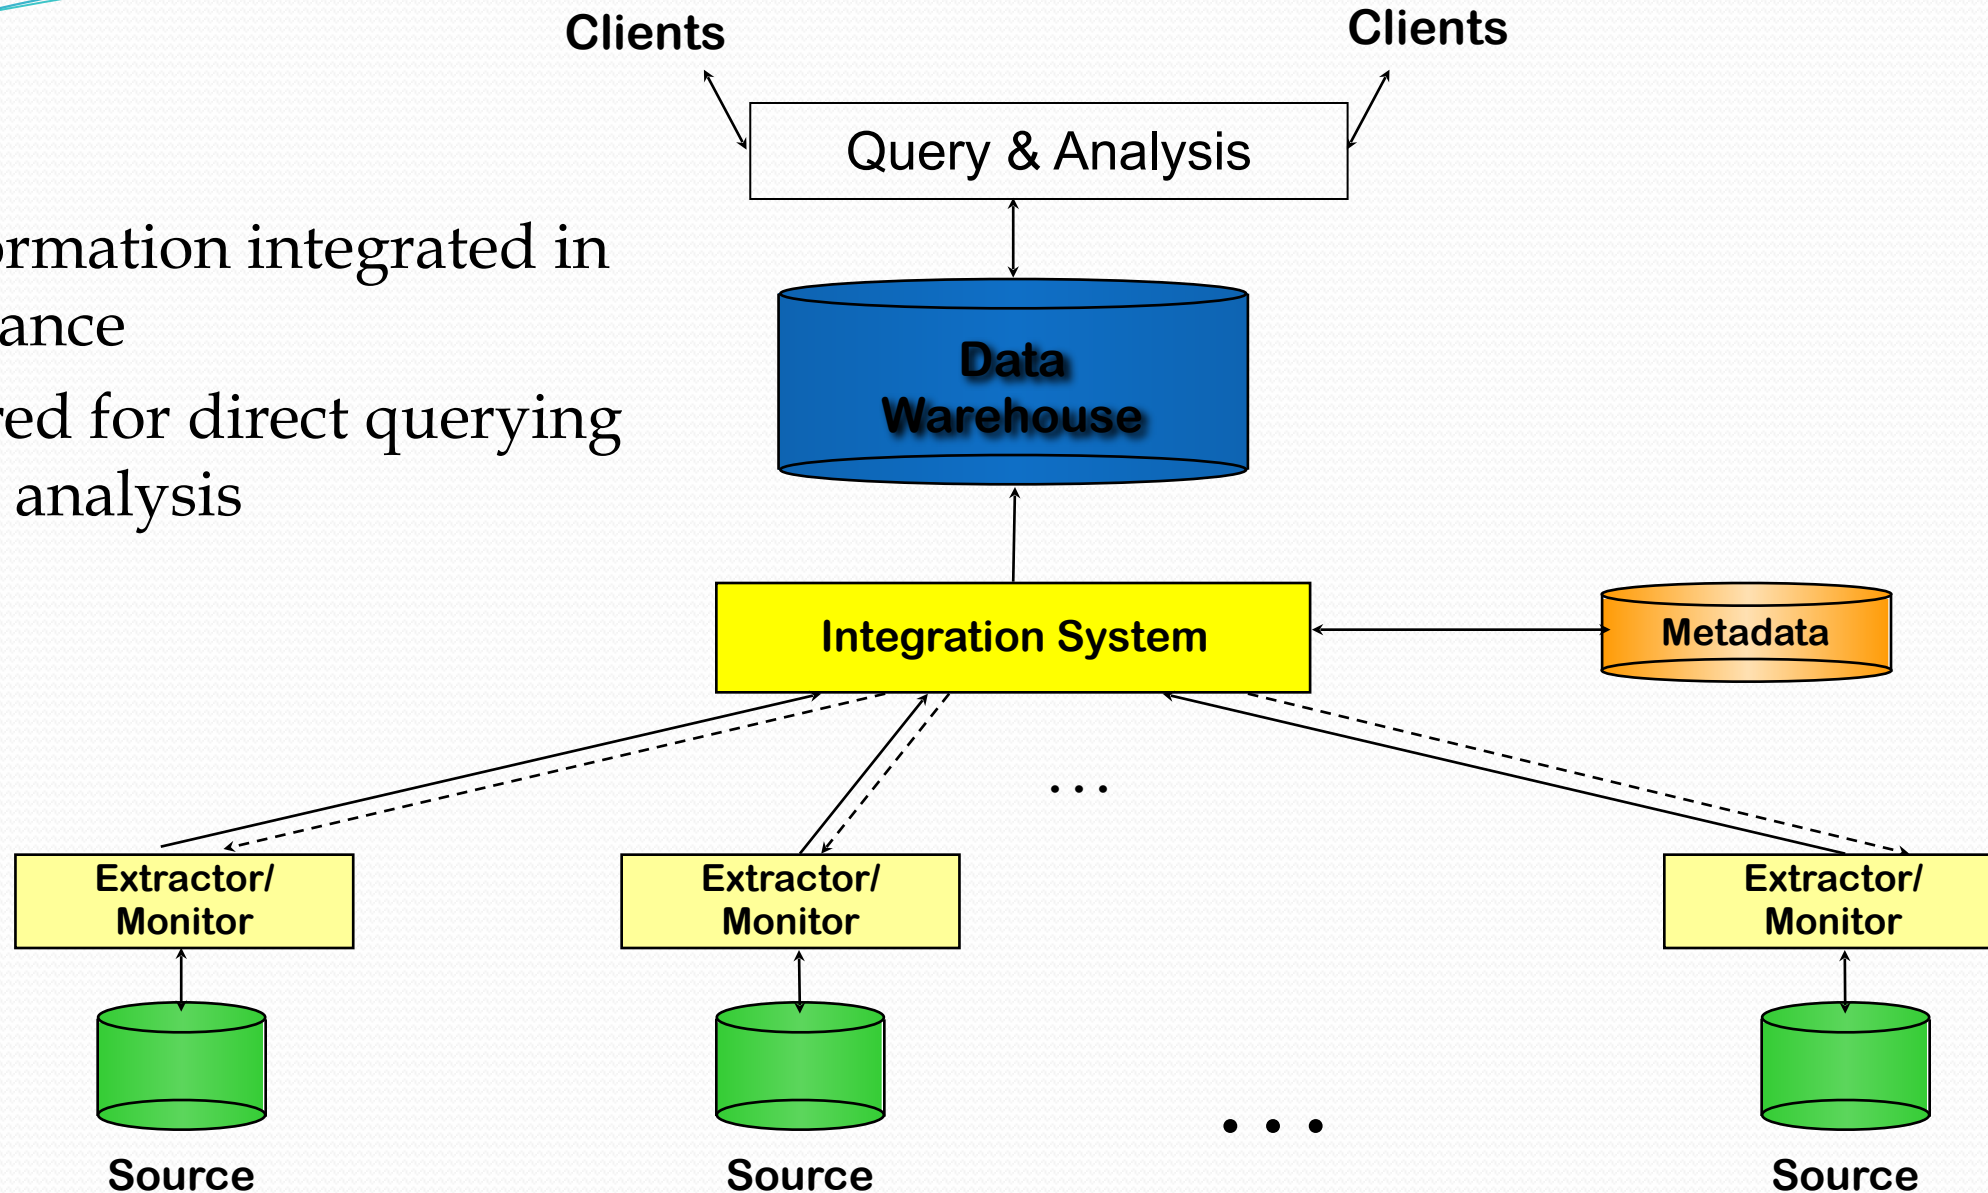 Clients
Clients
Query & Analysis
ormation integrated in
ance
red for direct querying
analysis
Data
Warehouse
Integration System
Metadata
...
Extractor/
Monitor
Extractor/
Monitor
Extractor/
Monitor
...
Source
Source
Source